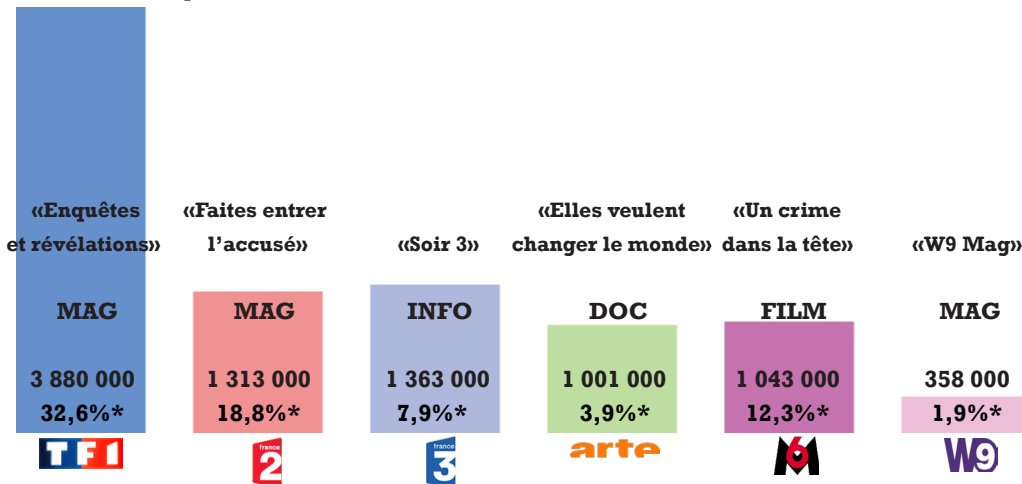 «Enquêtes
et révélations»
«Faites entrer
l'accusé»
«Soir 3»
«Elles veulent
changer le monde»
«Un crime
dans la tête»
«W9 Mag»
MAG
MAG
INFO
DOC
FILM
MAG
3 880 000
1 313 000
1 363 000
1 001 000
1 043 000
358 000
32,6%*
18,8%*
7,9%*
3,9%*
12,3%*
1,9%*
TF1
france
2
france
3
arte
M6
W9